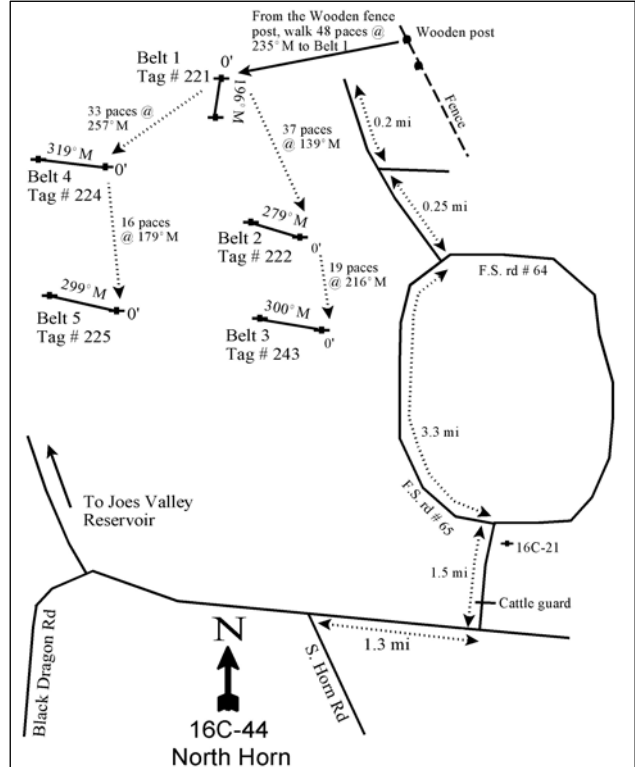 From the Wooden fence
post, walk 48 paces @
235°M to Belt 1
Wooden post
Fence
Belt 1
Tag # 221
0'
196°M
33 paces @
257°M
37 paces
@ 139°M
0.2 mi
0.25 mi
319°M
0'
Belt 4
Tag # 224
16 paces
@ 179°M
279°M
0'
Belt 2
Tag # 222
19 paces
@ 216°M
F.S. rd # 64
299°M
0'
Belt 5
Tag # 225
300°M
0'
Belt 3
Tag # 243
3.3 mi
F.S. rd # 65
To Joes Valley
Reservoir
16C-21
1.5 mi
Cattle guard
1.3 mi
Black Dragon Rd
S. Horn Rd
N
16C-44
North Horn